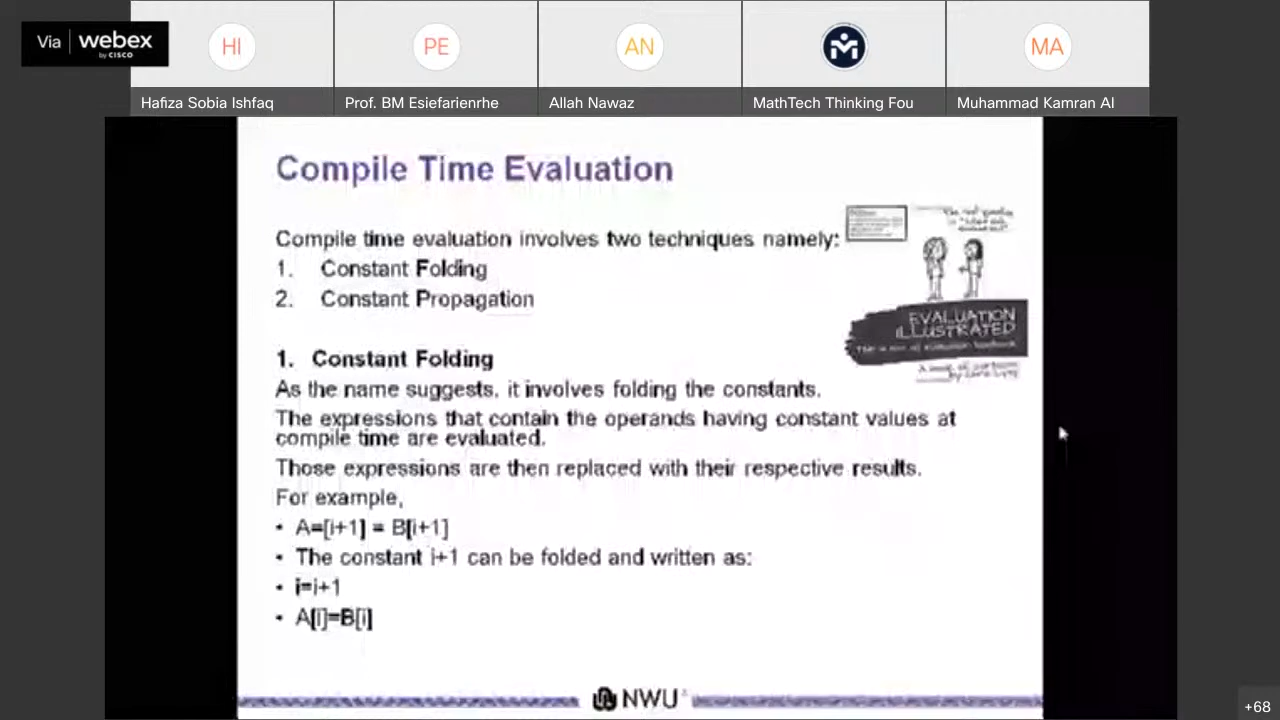 Via webex
by CISCO
HI
PE
AN
MA
Hafiza Sobia Ishfaq
Prof. BM Esiefarienrhe
Allah Nawaz
MathTech Thinking Fou
Muhammad Kamran Al
Compile Time Evaluation
Compile time evaluation involves two techniques namely:
1. Constant Folding
2. Constant Propagation
EVALUATION
ILLUSTRATED
1. Constant Folding
As the name suggests, it involves folding the constants.
The expressions that contain the operands having constant values at
compile time are evaluated.
Those expressions are then replaced with their respective results.
For example,
• A=[i+1] = B[i+1]
• The constant i+1 can be folded and written as:
• i=i+1
• A[i]=B[i]
NWU
+68